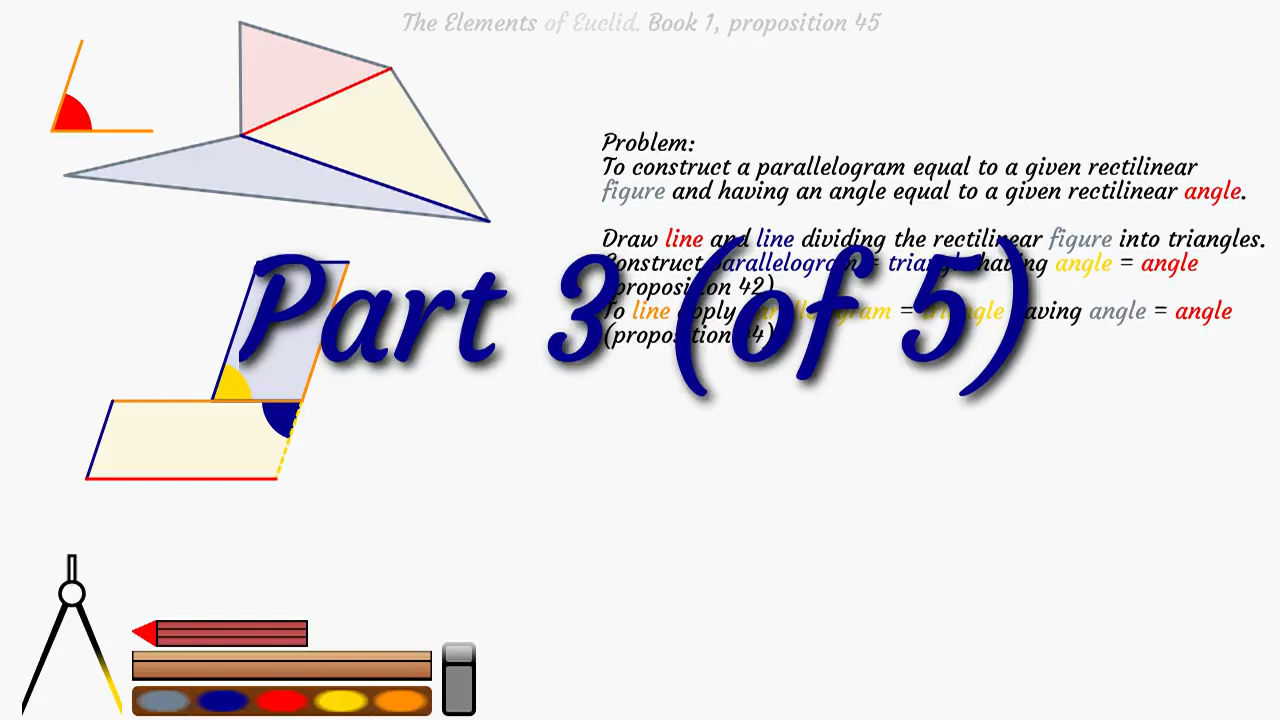 The Elements of Euclid. Book 1, proposition 45
Problem:
To construct a parallelogram equal to a given rectilinear
figure and having an angle equal to a given rectilinear angle.
Draw line and line dividing the rectilinear figure into triangles.
Construct parallelogram = triangle having angle = angle
(proposition 42)
To line apply parallelogram = triangle having angle = angle
(proposition 44)
Part 3 (of 5)